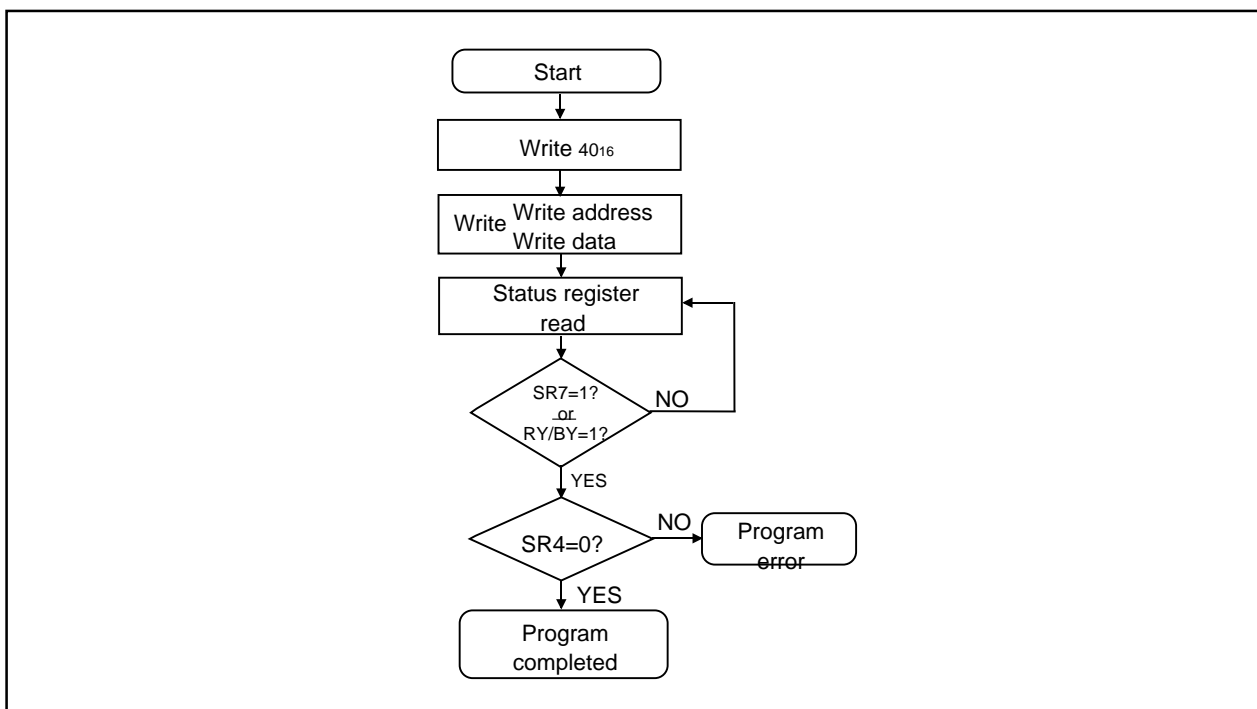 Start
Write 40₁₆
Write Write address
Write data
Status register
read
SR7=1?
or
RY/BY=1?
NO
YES
SR4=0?
NO
Program
error
YES
Program
completed